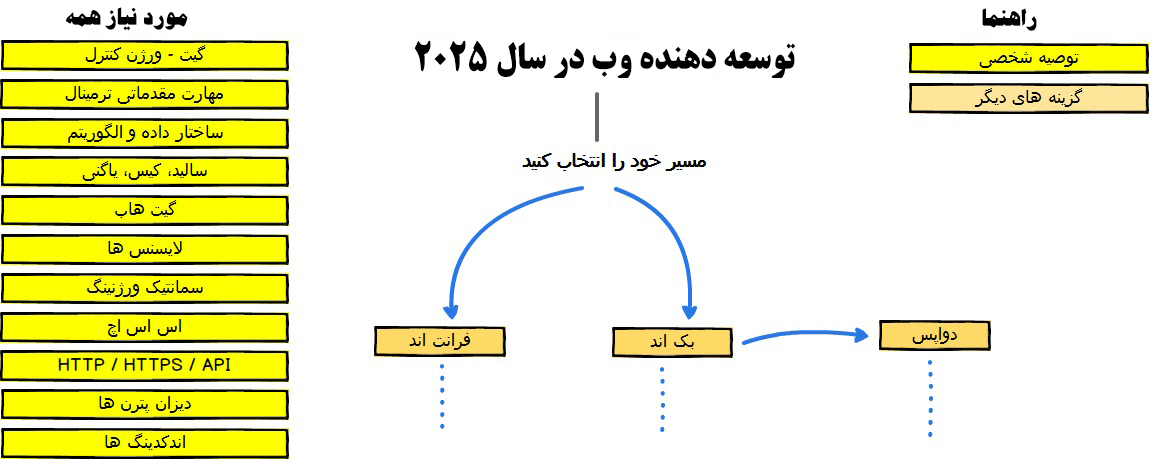 مورد نیاز همه
گیت - ورژن کنترل
مهارت مقدماتی ترمینال
ساختار داده و الگوریتم
سالید، کیس، یاگنی
گیت هاب
لایسنس ها
سمانتیک ورژنینگ
اس اس اچ
HTTP / HTTPS / API
دیزان پترن ها
اندکدینگ ها
توسعه دهنده وب در سال ۲۰۲۵
مسیر خود را انتخاب کنید
فرانت اند
بک اند
دواپس
راهنما
توصیه شخصی
گزینه های دیگر